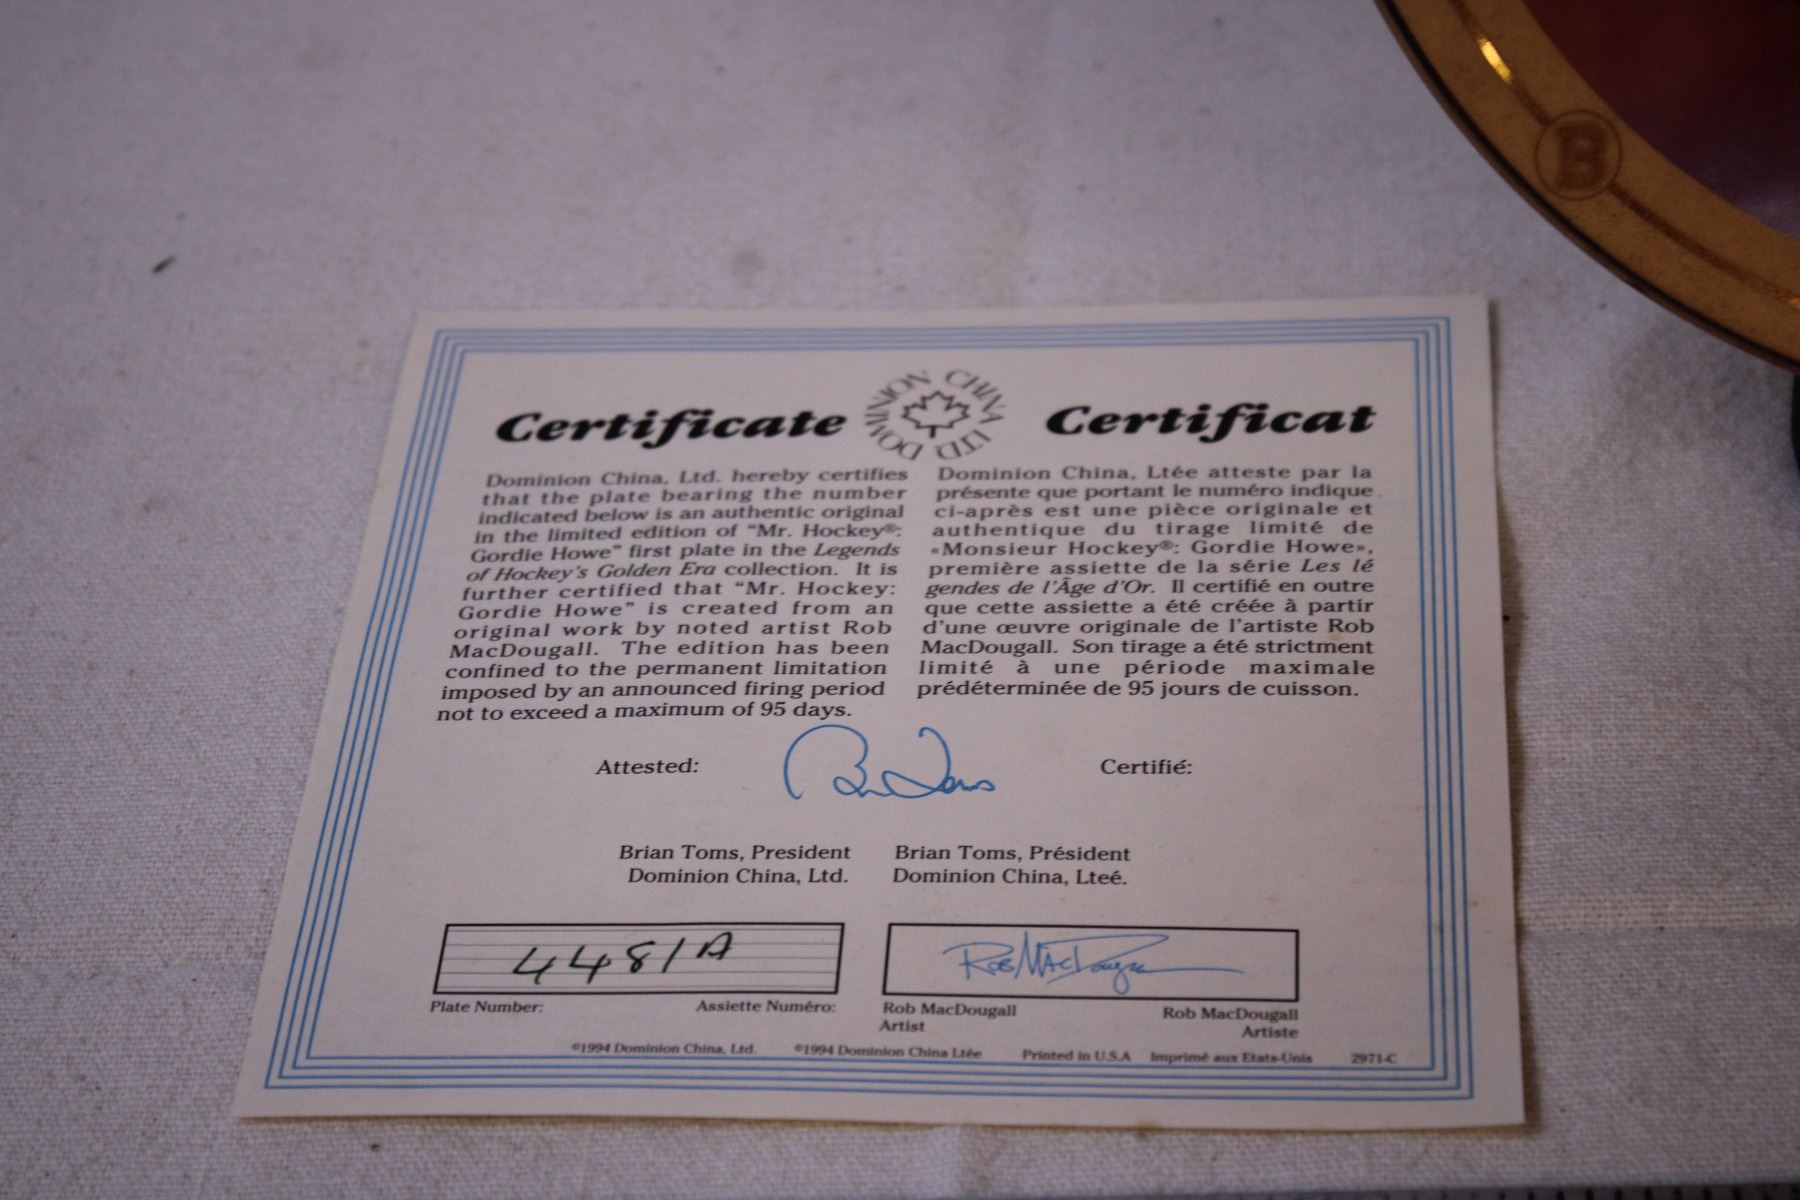 B
DOMINION CHINA LTD
Certificate
Dominion China, Ltd. hereby certifies
that the plate bearing the number
indicated below is an authentic original
in the limited edition of “Mr. Hockey®:
Gordie Howe” first plate in the Legends
of Hockey's Golden Era collection. It is
further certified that “Mr. Hockey:
Gordie Howe” is created from an
original work by noted artist Rob
MacDougall. The edition has been
confined to the permanent limitation
imposed by an announced firing period
not to exceed a maximum of 95 days.
Certificat
Dominion China, Ltée atteste par la
présente que portant le numéro indique
ci-après est une pièce originale et
authentique du tirage limité de
«Monsieur Hockey®: Gordie Howe»,
première assiette de la série Les lé
gendes de l'Âge d'Or. Il certifié en outre
que cette assiette a été créée à partir
d'une œuvre originale de l'artiste Rob
MacDougall. Son tirage a été strictment
limité à une période maximale
prédéterminée de 95 jours de cuisson.
Attested: Brian Toms Certifié:
Brian Toms, President
Dominion China, Ltd.
Brian Toms, Président
Dominion China, Lteé.
4481A
Plate Number: Assiette Numéro:
Rob MacDougall
Rob MacDougall
Artist
Rob MacDougall
Artiste
©1994 Dominion China, Ltd. ©1994 Dominion China Ltée Printed in U.S.A Imprimé aux Etats-Unis 2971-C